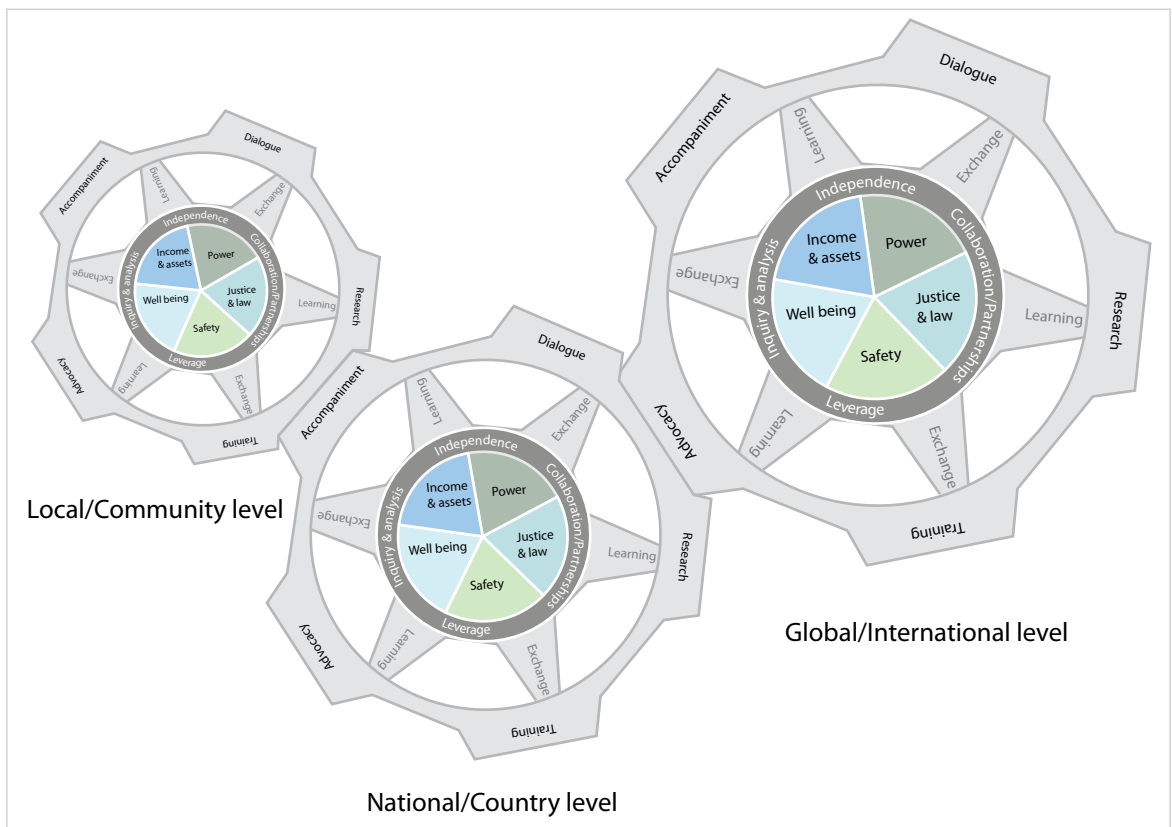 Dialogue
Accompaniment
Learning
Exchange
Independence
Collaboration/Partnerships
Inquiry & analysis
Income
& assets
Power
Well being
Justice
& law
Safety
Leverage
Exchange
Learning
Research
Learning
Exchange
Advocacy
Training
Local/Community level
Dialogue
Accompaniment
Learning
Exchange
Independence
Collaboration/Partnerships
Inquiry & analysis
Income
& assets
Power
Well being
Justice
& law
Safety
Leverage
Exchange
Learning
Research
Learning
Exchange
Advocacy
Training
National/Country level
Dialogue
Accompaniment
Learning
Exchange
Independence
Collaboration/Partnerships
Inquiry & analysis
Income
& assets
Power
Well being
Justice
& law
Safety
Leverage
Exchange
Learning
Research
Learning
Exchange
Advocacy
Training
Global/International level